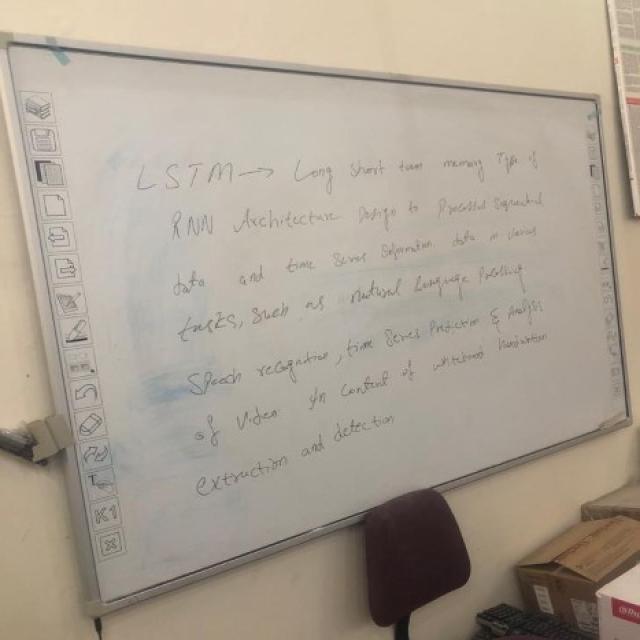 LSTM → Long short team memory Type of
RNN Architecture Design to Processed Sequential
data and time Series Information data in various
tasks, such as Natural Language Processing
Speech recognition, time Series Prediction & Analysis
of Video in context of whiteboard handwritten
extraction and detection